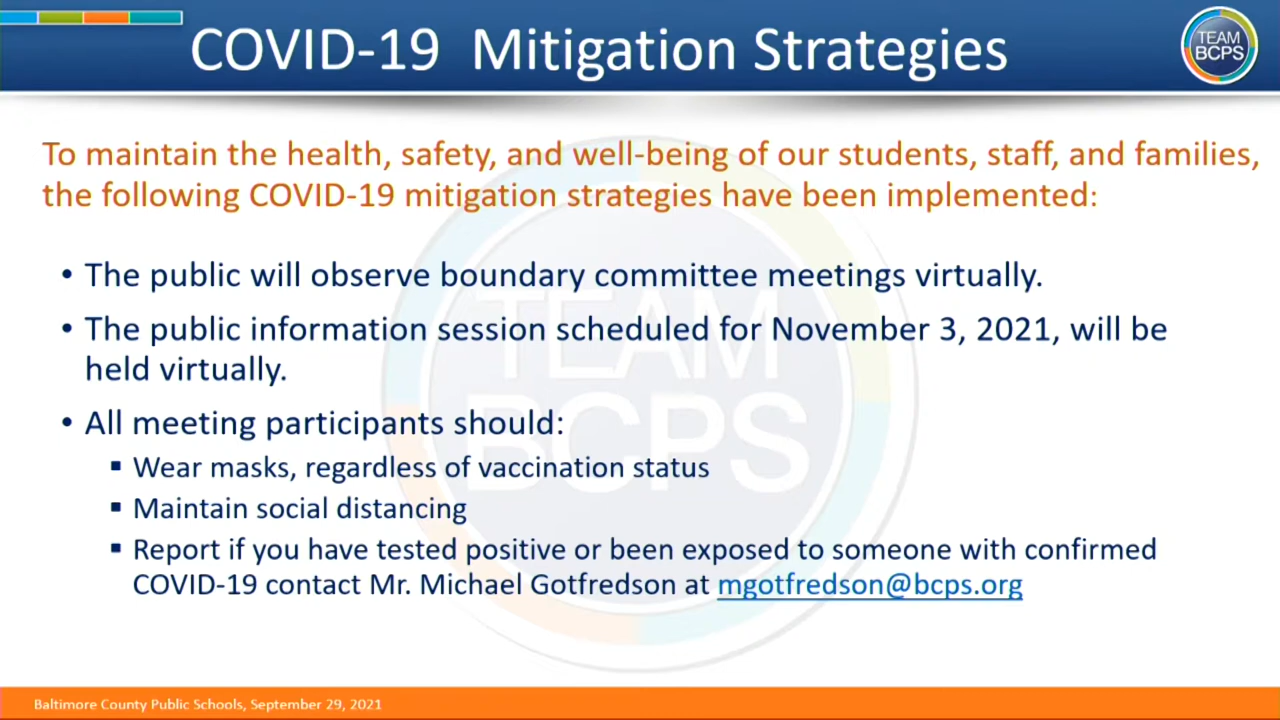 COVID-19 Mitigation Strategies
TEAM
BCPS
To maintain the health, safety, and well-being of our students, staff, and families,
the following COVID-19 mitigation strategies have been implemented:
• The public will observe boundary committee meetings virtually.
• The public information session scheduled for November 3, 2021, will be
held virtually.
• All meeting participants should:
▪ Wear masks, regardless of vaccination status
▪ Maintain social distancing
▪ Report if you have tested positive or been exposed to someone with confirmed
COVID-19 contact Mr. Michael Gotfredson at mgotfredson@bcps.org
TEAM
BCPS
Baltimore County Public Schools, September 29, 2021